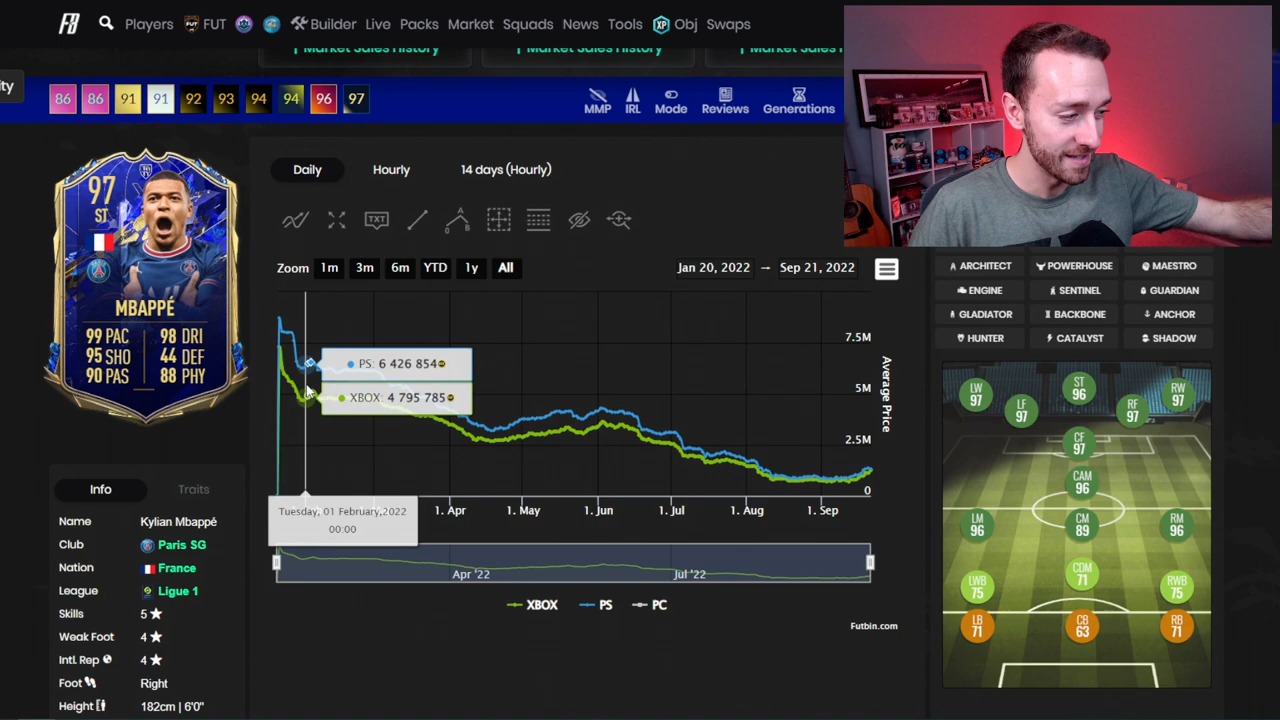 F8 Players FUT Builder Live Packs Market Squads News Tools XP Obj Swaps
Market Sales History Market Sales History Market Sales Hi
ity
86 86 91 91 92 93 94 94 96 97
MMP IRL Mode Reviews Generations
97
ST
MBAPPÉ
99 PAC 98 DRI
95 SHO 44 DEF
90 PAS 88 PHY
Daily Hourly 14 days (Hourly)
TXT
Zoom 1m 3m 6m YTD 1y All Jan 20, 2022 → Sep 21, 2022
7.5M
5M
2.5M
0
Average Price
PS: 6 426 854
XBOX: 4 795 785
1. Apr 1. May 1. Jun 1. Jul 1. Aug 1. Sep
Tuesday, 01 February,2022
00:00
Apr '22 Jul '22
XBOX PS PC
Futbin.com
Info Traits
Name Kylian Mbappé
Club Paris SG
Nation France
League Ligue 1
Skills 5
Weak Foot 4
Intl. Rep 4
Foot Right
Height 182cm | 6'0"
ARCHITECT POWERHOUSE MAESTRO
ENGINE SENTINEL GUARDIAN
GLADIATOR BACKBONE ANCHOR
HUNTER CATALYST SHADOW
LW 97
ST 96
RW 97
LF 97
RF 97
CF 97
CAM 96
LM 96
CM 89
RM 96
LWB 75
CDM 71
RWB 75
LB 71
CB 63
RB 71